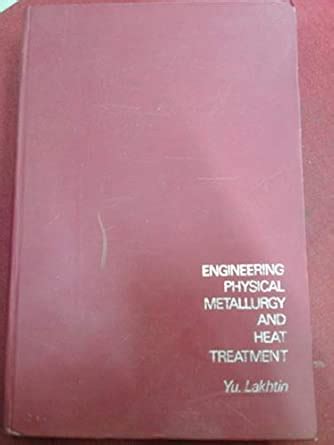 ENGINEERING
PHYSICAL
METALLURGY
AND
HEAT
TREATMENT
Yu. Lakhtin